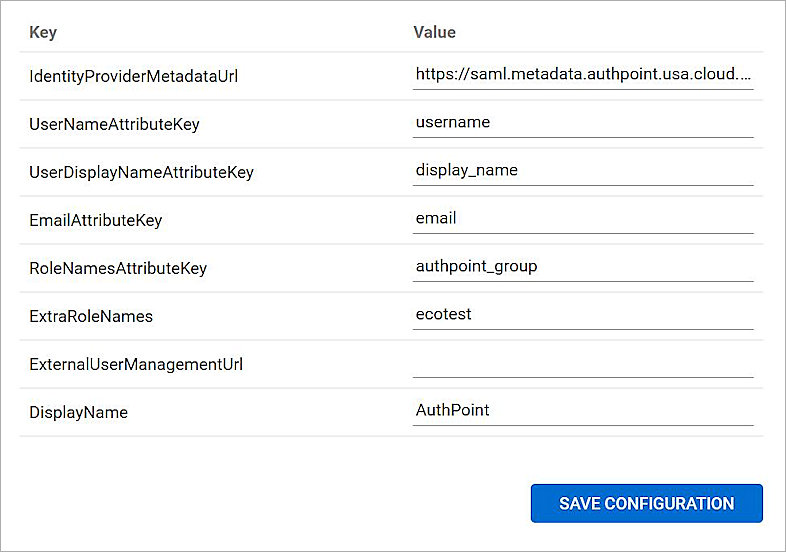 Key Value
IdentityProviderMetadataUrl https://saml.metadata.authpoint.usa.cloud....
UserNameAttributeKey username
UserDisplayNameAttributeKey display_name
EmailAttributeKey email
RoleNamesAttributeKey authpoint_group
ExtraRoleNames ecotest
ExternalUserManagementUrl
DisplayName AuthPoint
SAVE CONFIGURATION